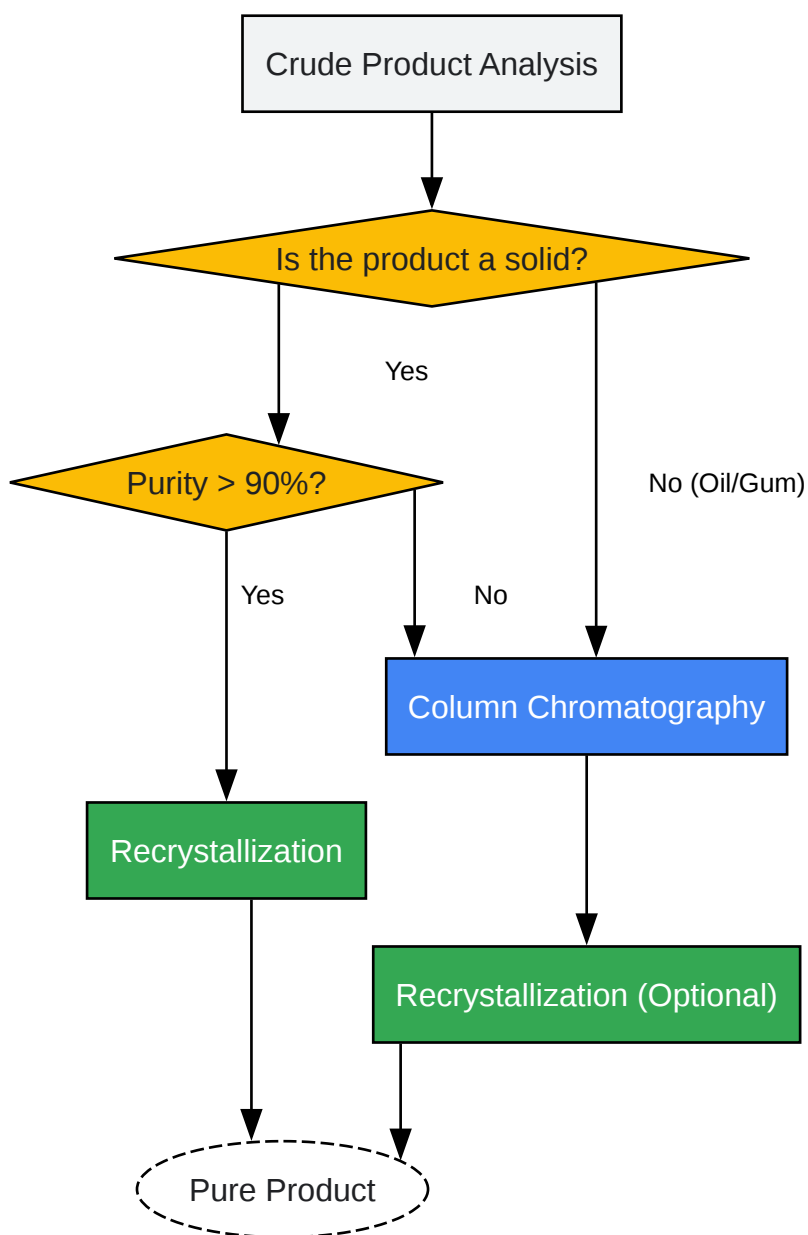 Crude Product Analysis
Is the product a solid?
Yes
Purity > 90%?
No (Oil/Gum)
Yes
No
Column Chromatography
Recrystallization
Recrystallization (Optional)
Pure Product